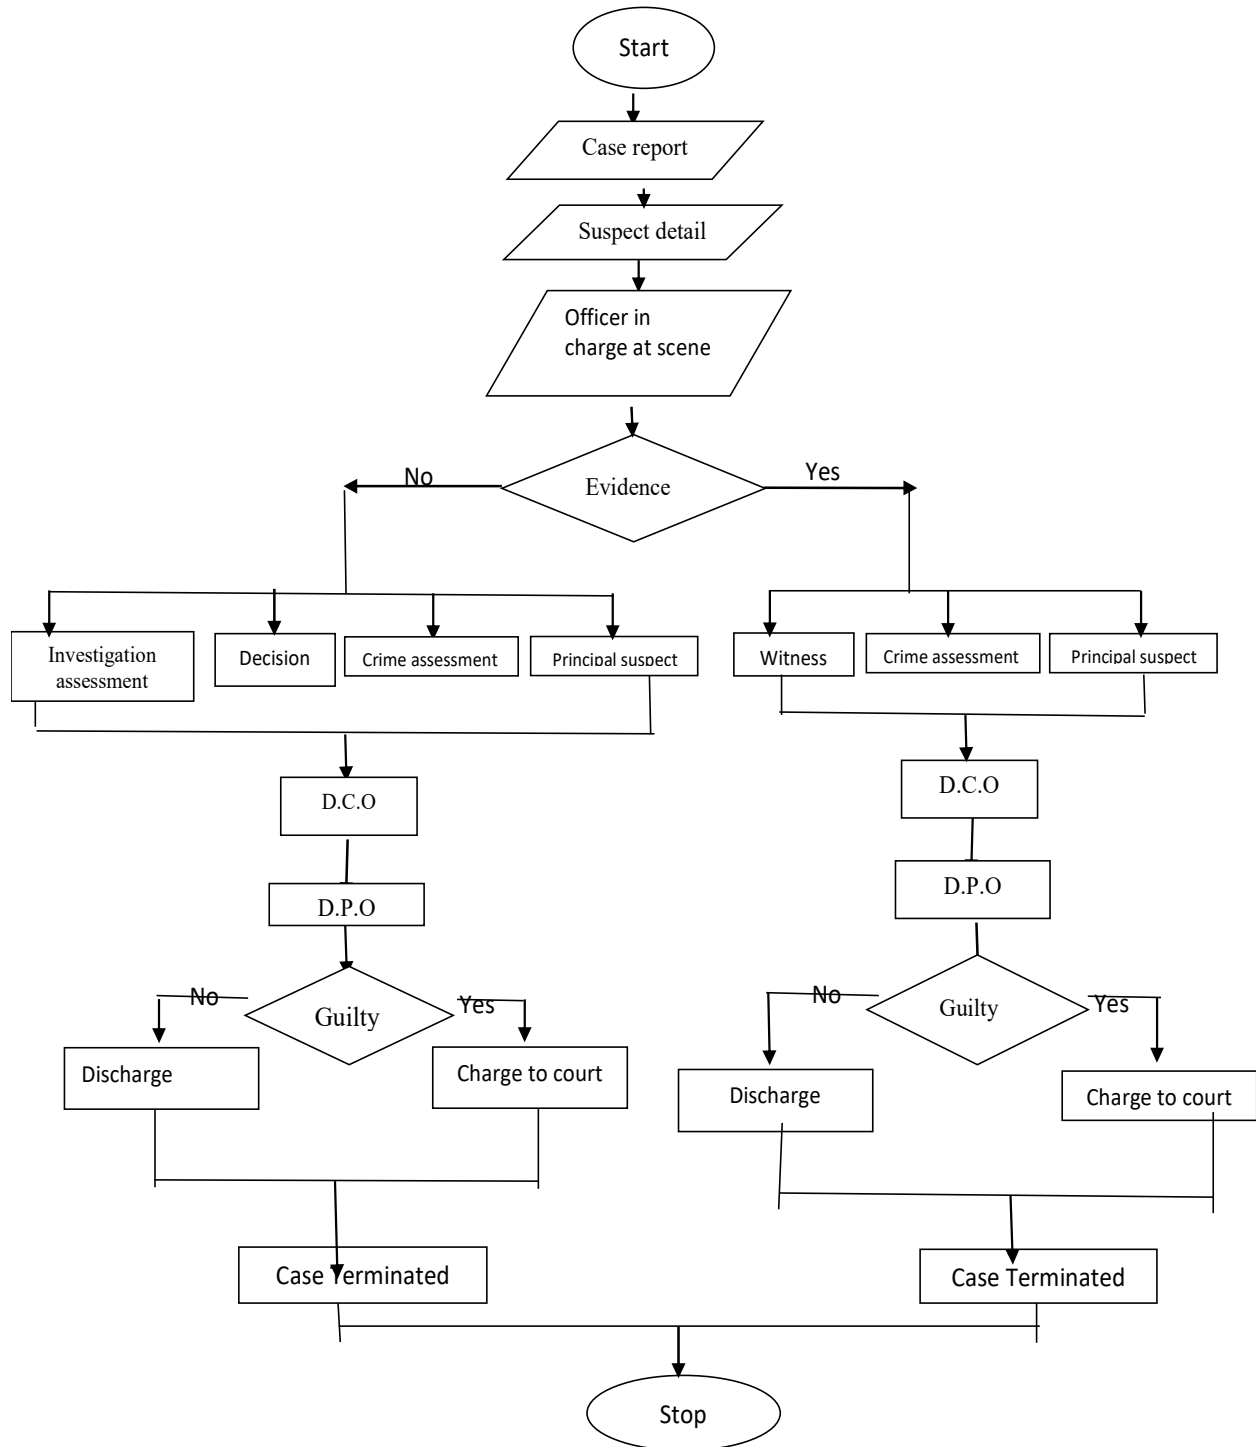 Start
Case report
Suspect detail
Officer in
charge at scene
No
Evidence
Yes
Investigation
assessment
Decision
Crime assessment
Principal suspect
Witness
Crime assessment
Principal suspect
D.C.O
D.C.O
D.P.O
D.P.O
No
Guilty
Yes
No
Guilty
Yes
Discharge
Charge to court
Discharge
Charge to court
Case Terminated
Case Terminated
Stop